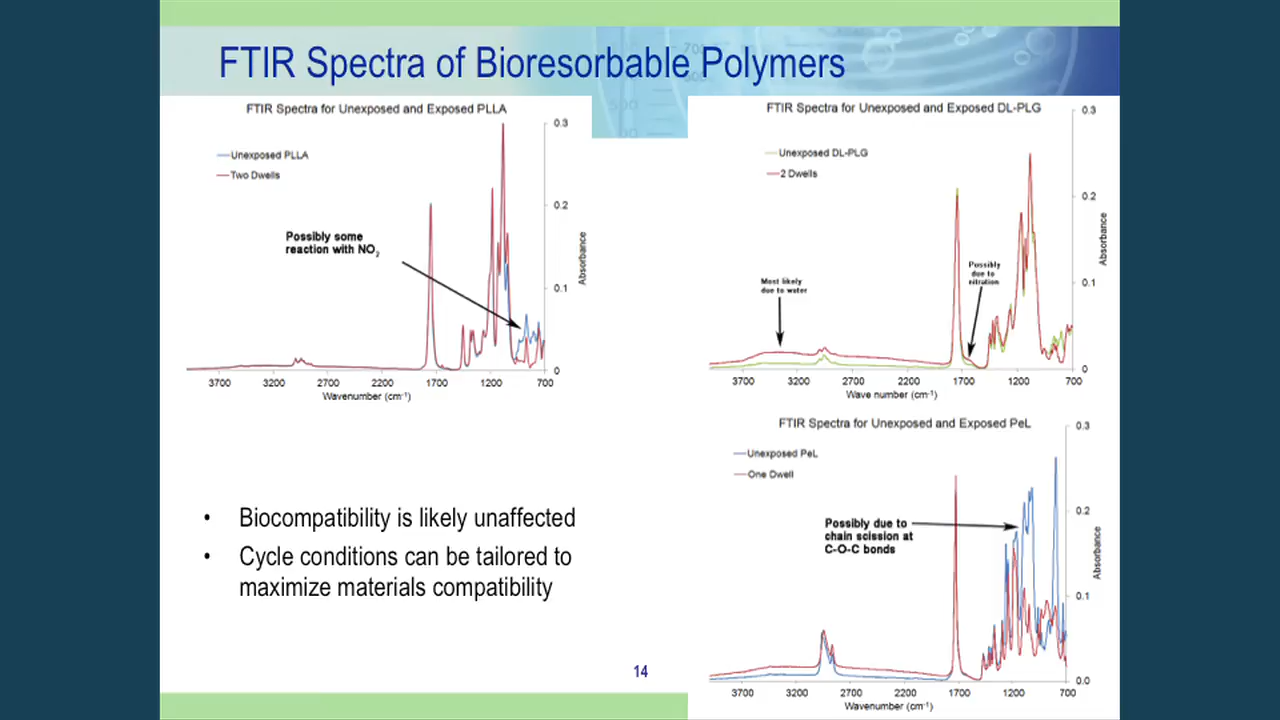 FTIR Spectra of Bioresorbable Polymers
FTIR Spectra for Unexposed and Exposed PLLA
Unexposed PLLA
Two Dwells
Possibly some
reaction with NO₂
0.3
0.2
0.1
0
Absorbance
3700 3200 2700 2200 1700 1200 700
Wavenumber (cm⁻¹)
FTIR Spectra for Unexposed and Exposed DL-PLG
Unexposed DL-PLG
2 Dwells
Most likely
due to water
Possibly
due to
nitration
0.3
0.2
0.1
0
Absorbance
3700 3200 2700 2200 1700 1200 700
Wave number (cm⁻¹)
FTIR Spectra for Unexposed and Exposed PeL
Unexposed PeL
One Dwell
Possibly due to
chain scission at
C-O-C bonds
0.3
0.2
0.1
0.0
Absorbance
3700 3200 2700 2200 1700 1200 700
Wavenumber (cm⁻¹)
• Biocompatibility is likely unaffected
• Cycle conditions can be tailored to
maximize materials compatibility
14